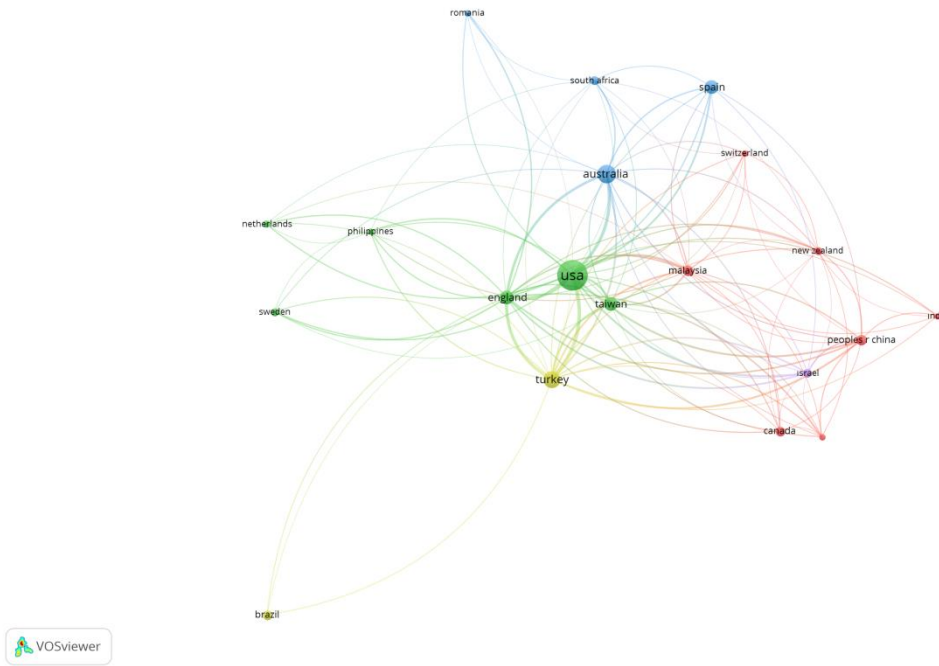 romania
south africa
spain
switzerland
australia
netherlands
philippines
new zealand
malaysia
usa
england
taiwan
sweden
peoples r china
israel
turkey
canada
brazil
VOSviewer